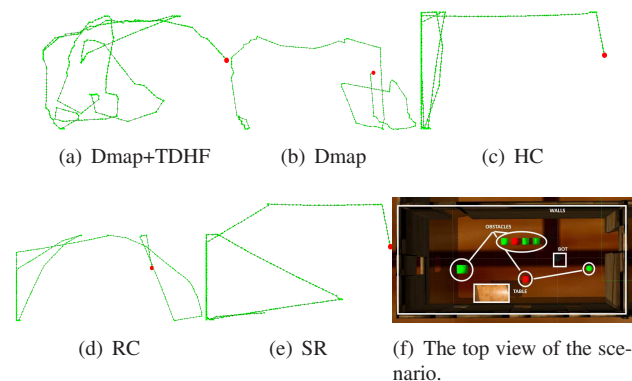 (a) Dmap+TDHF
(b) Dmap
(c) HC
WALLS
OBSTACLES
BOT
TABLE
(d) RC
(e) SR
(f) The top view of the sce-
nario.